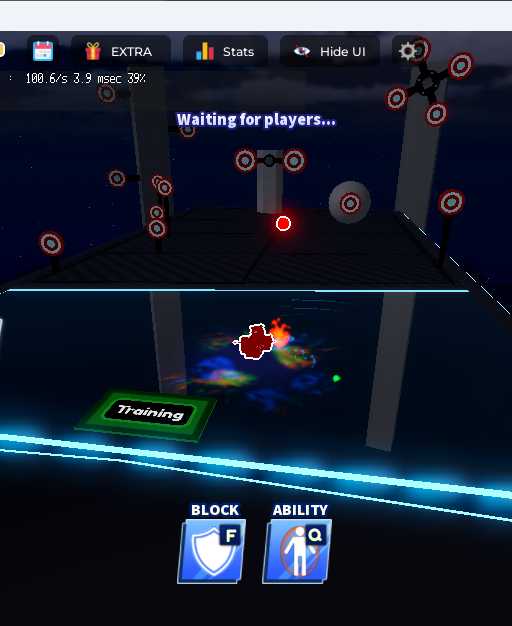 EXTRA
Stats
Hide UI
: 100.6/s 3.9 msec 39%
Waiting for players...
Training
BLOCK
ABILITY
F
Q